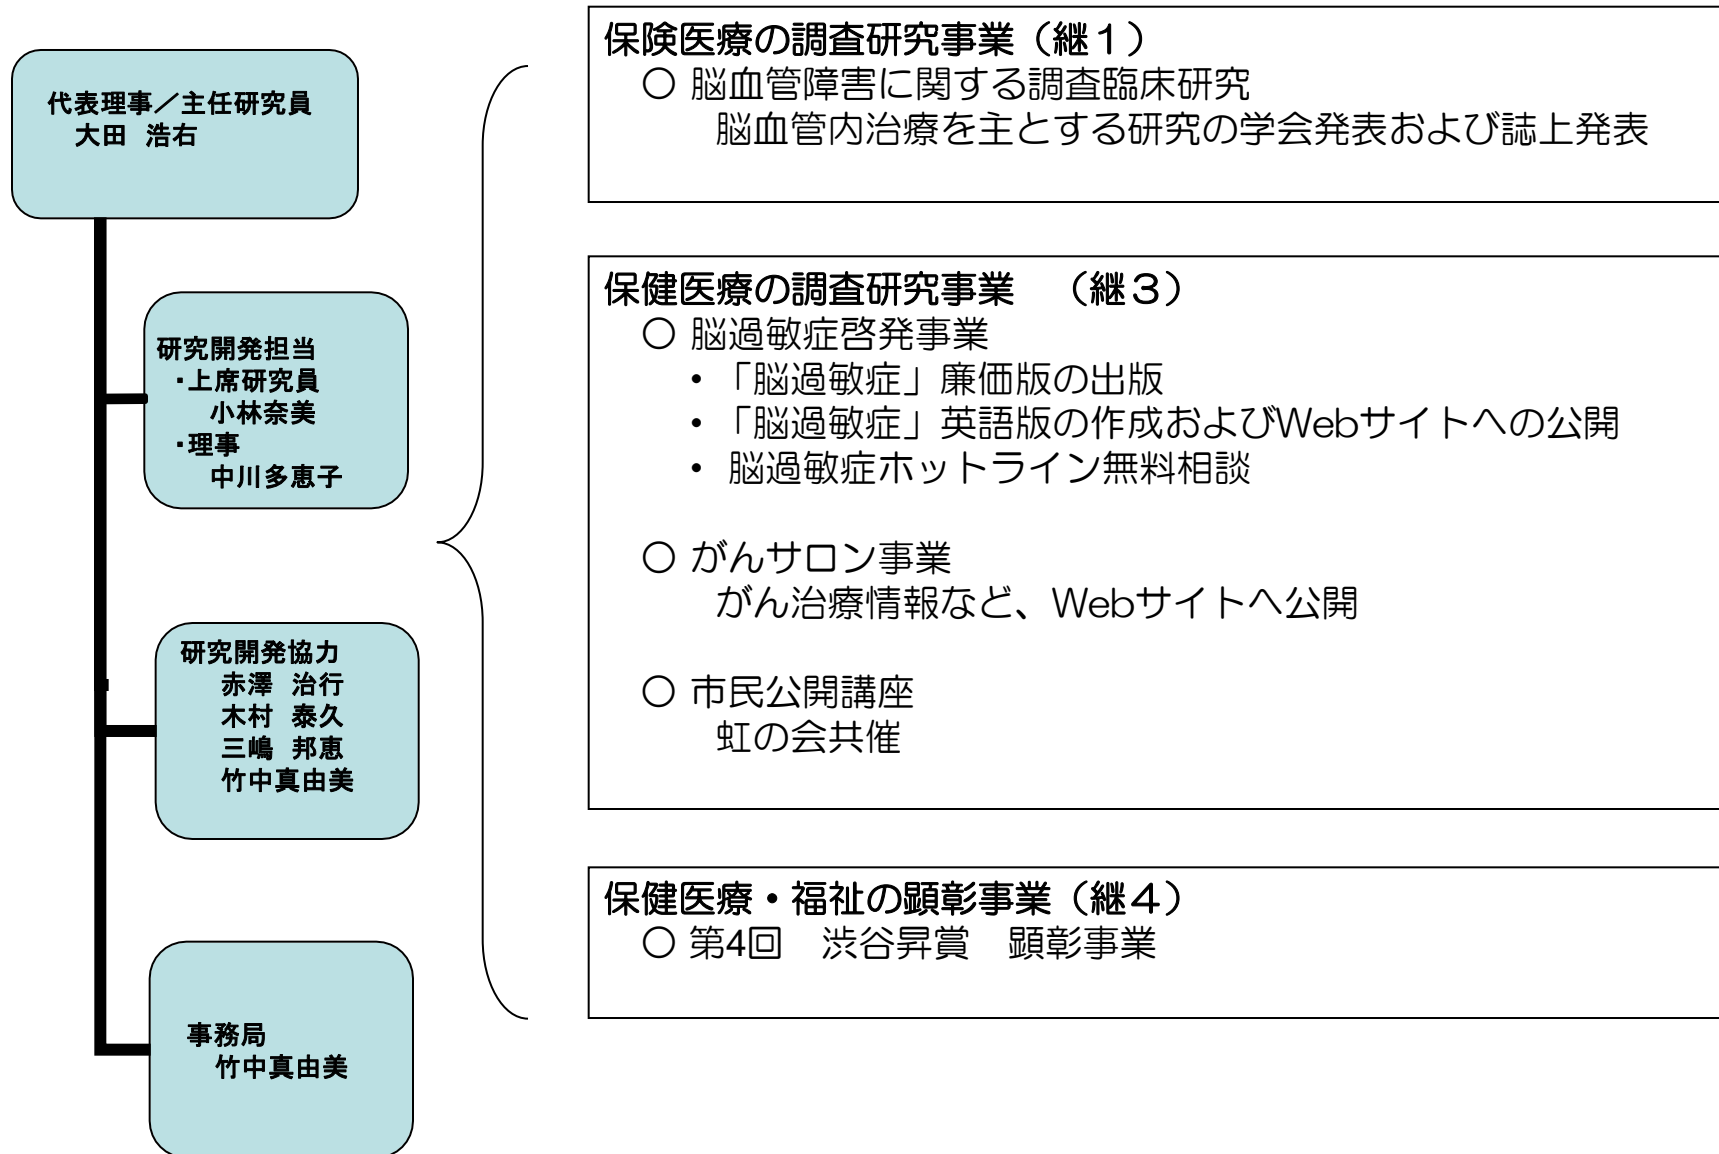 代表理事／主任研究員
大田　浩右
研究開発担当
・上席研究員
小林奈美
・理事
中川多恵子
研究開発協力
赤澤　治行
木村　泰久
三嶋　邦恵
竹中真由美
事務局
竹中真由美
保険医療の調査研究事業（継１）
○ 脳血管障害に関する調査臨床研究
脳血管内治療を主とする研究の学会発表および誌上発表
保健医療の調査研究事業　（継３）
○ 脳過敏症啓発事業
・「脳過敏症」廉価版の出版
・「脳過敏症」英語版の作成およびWebサイトへの公開
・ 脳過敏症ホットライン無料相談
○ がんサロン事業
がん治療情報など、Webサイトへ公開
○ 市民公開講座
虹の会共催
保健医療・福祉の顕彰事業（継４）
○ 第4回　渋谷昇賞　顕彰事業